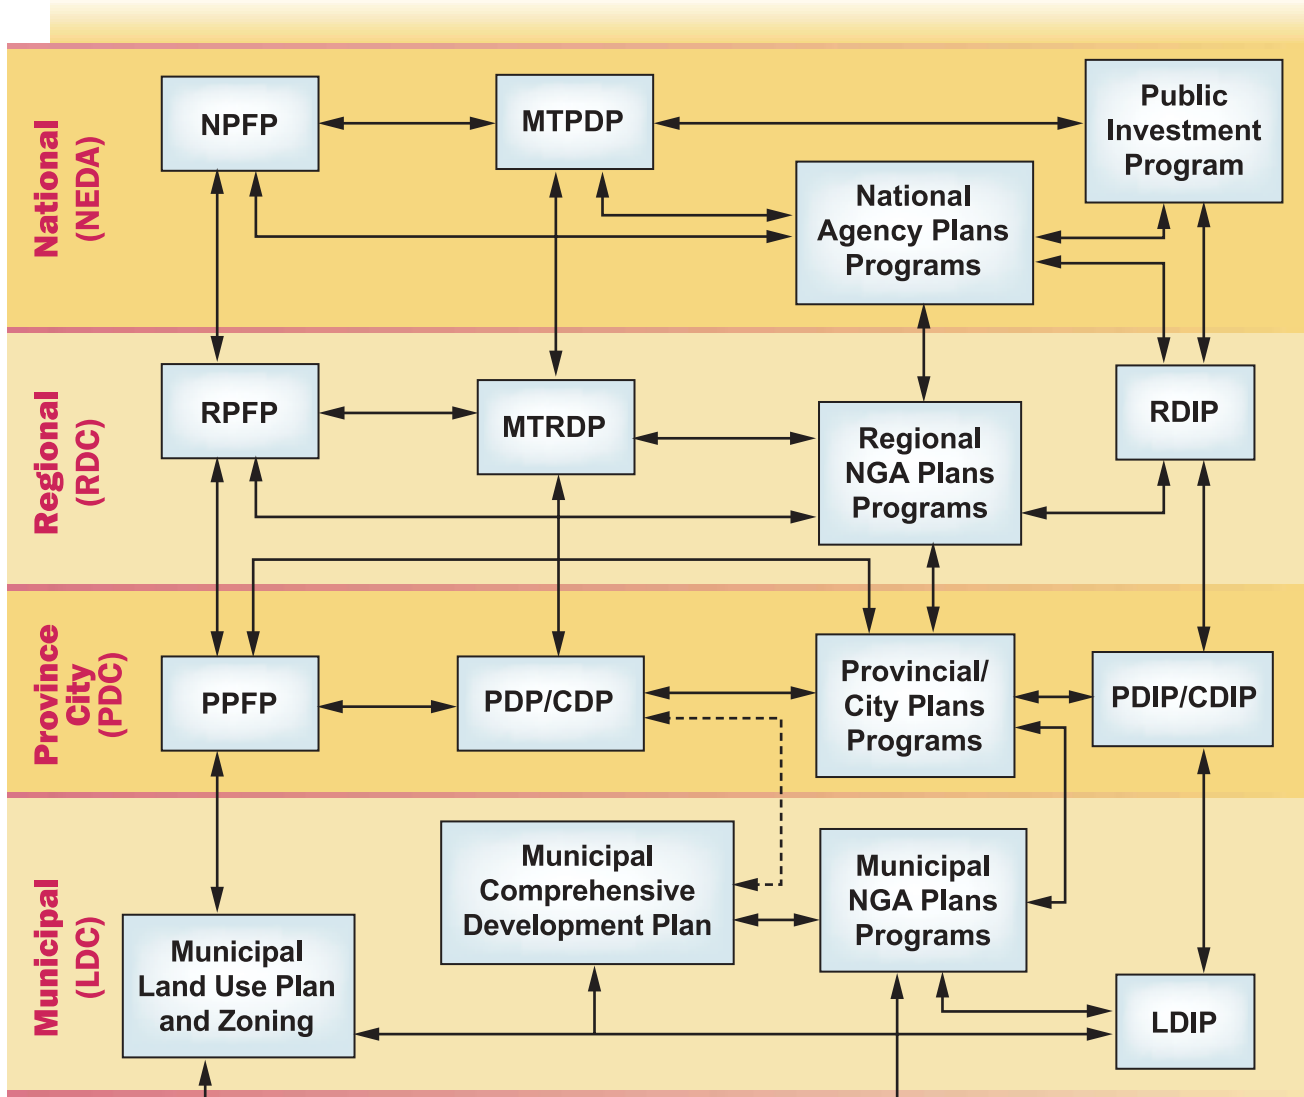 National
(NEDA)
NPFP
MTPDP
Public
Investment
Program
National
Agency Plans
Programs
Regional
(RDC)
RPFP
MTRDP
Regional
NGA Plans
Programs
RDIP
Province
City
(PDC)
PPFP
PDP/CDP
Provincial/
City Plans
Programs
PDIP/CDIP
Municipal
(LDC)
Municipal
Land Use Plan
and Zoning
Municipal
Comprehensive
Development Plan
Municipal
NGA Plans
Programs
LDIP